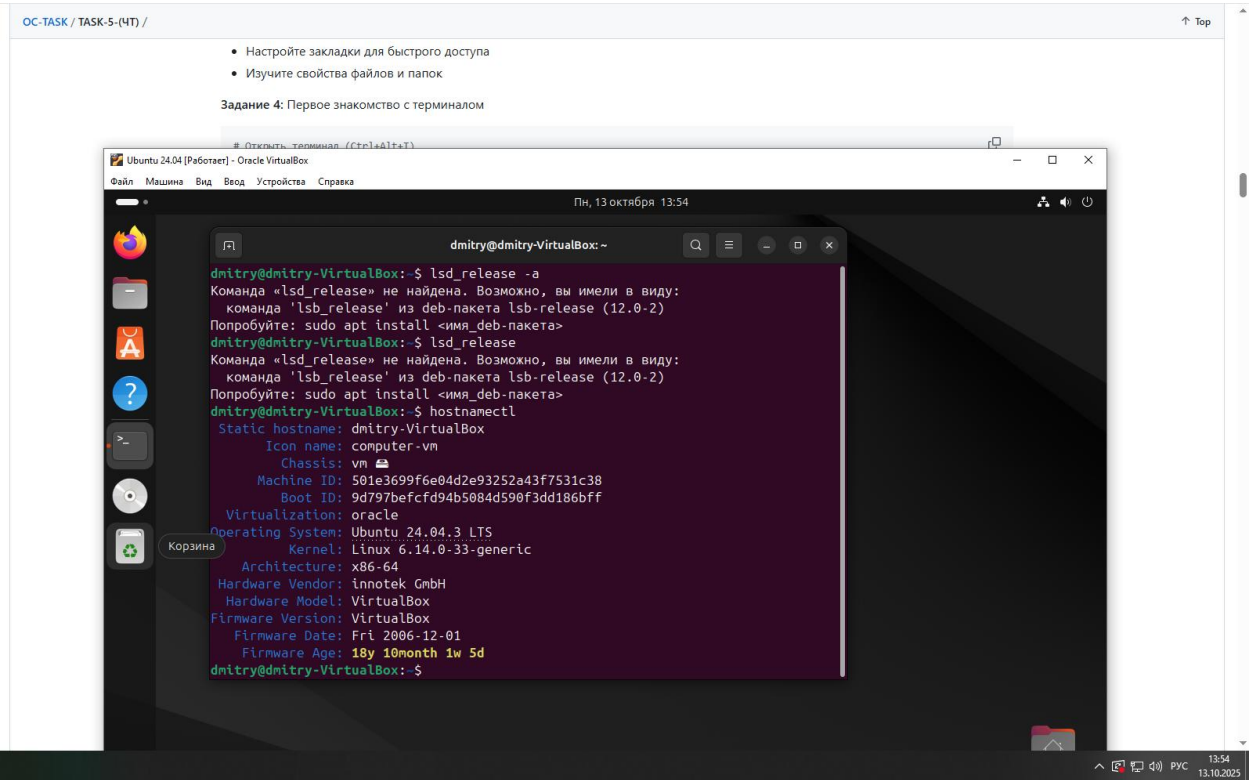 OC-TASK / TASK-5-(ЧТ) /
↑ Top
• Настройте закладки для быстрого доступа
• Изучите свойства файлов и папок
Задание 4: Первое знакомство с терминалом
# Открыть терминал (Ctrl+Alt+T)
Ubuntu 24.04 [Работает] - Oracle VirtualBox
Файл Машина Вид Ввод Устройства Справка
Пн, 13 октября 13:54
dmitry@dmitry-VirtualBox: ~
dmitry@dmitry-VirtualBox:~$ lsd_release -a
Команда «lsd_release» не найдена. Возможно, вы имели в виду:
команда 'lsb_release' из deb-пакета lsb-release (12.0-2)
Попробуйте: sudo apt install <имя_deb-пакета>
dmitry@dmitry-VirtualBox:~$ lsd_release
Команда «lsd_release» не найдена. Возможно, вы имели в виду:
команда 'lsb_release' из deb-пакета lsb-release (12.0-2)
Попробуйте: sudo apt install <имя_deb-пакета>
dmitry@dmitry-VirtualBox:~$ hostnamectl
Static hostname: dmitry-VirtualBox
Icon name: computer-vm
Chassis: vm 🖴
Machine ID: 501e3699f6e04d2e93252a43f7531c38
Boot ID: 9d797befcfd94b5084d590f3dd186bff
Virtualization: oracle
Operating System: Ubuntu 24.04.3 LTS
Kernel: Linux 6.14.0-33-generic
Architecture: x86-64
Hardware Vendor: innotek GmbH
Hardware Model: VirtualBox
Firmware Version: VirtualBox
Firmware Date: Fri 2006-12-01
Firmware Age: 18y 10month 1w 5d
dmitry@dmitry-VirtualBox:~$
Корзина
РУС
13:54
13.10.2025